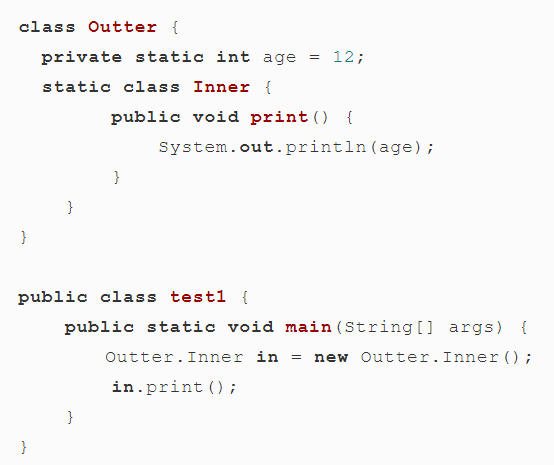 class Outter {
private static int age = 12;
static class Inner {
public void print() {
System.out.println(age);
}
}
}
public class test1 {
public static void main(String[] args) {
Outter.Inner in = new Outter.Inner();
in.print();
}
}